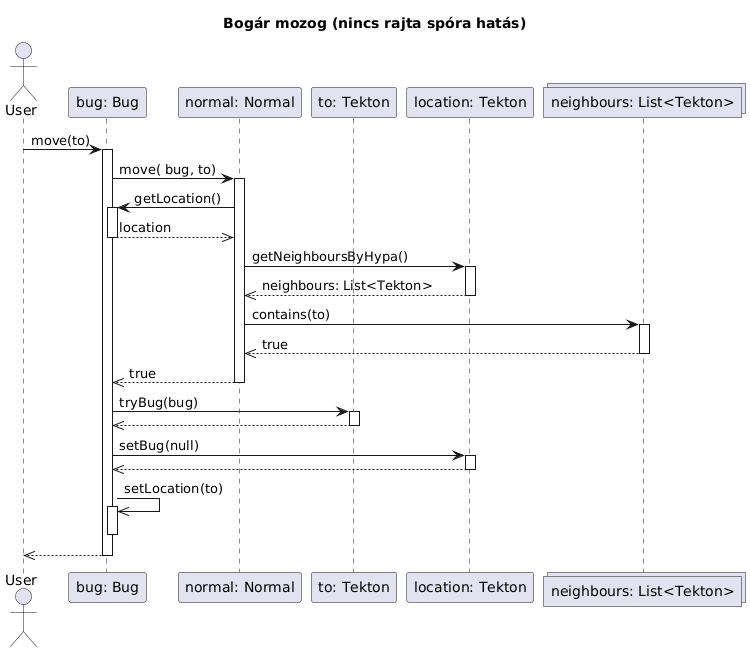 Bogár mozog (nincs rajta spóra hatás)
User
bug: Bug
normal: Normal
to: Tekton
location: Tekton
neighbours: List<Tekton>
move(to)
move( bug, to)
getLocation()
location
getNeighboursByHypa()
neighbours: List<Tekton>
contains(to)
true
true
tryBug(bug)
setBug(null)
setLocation(to)
User
bug: Bug
normal: Normal
to: Tekton
location: Tekton
neighbours: List<Tekton>